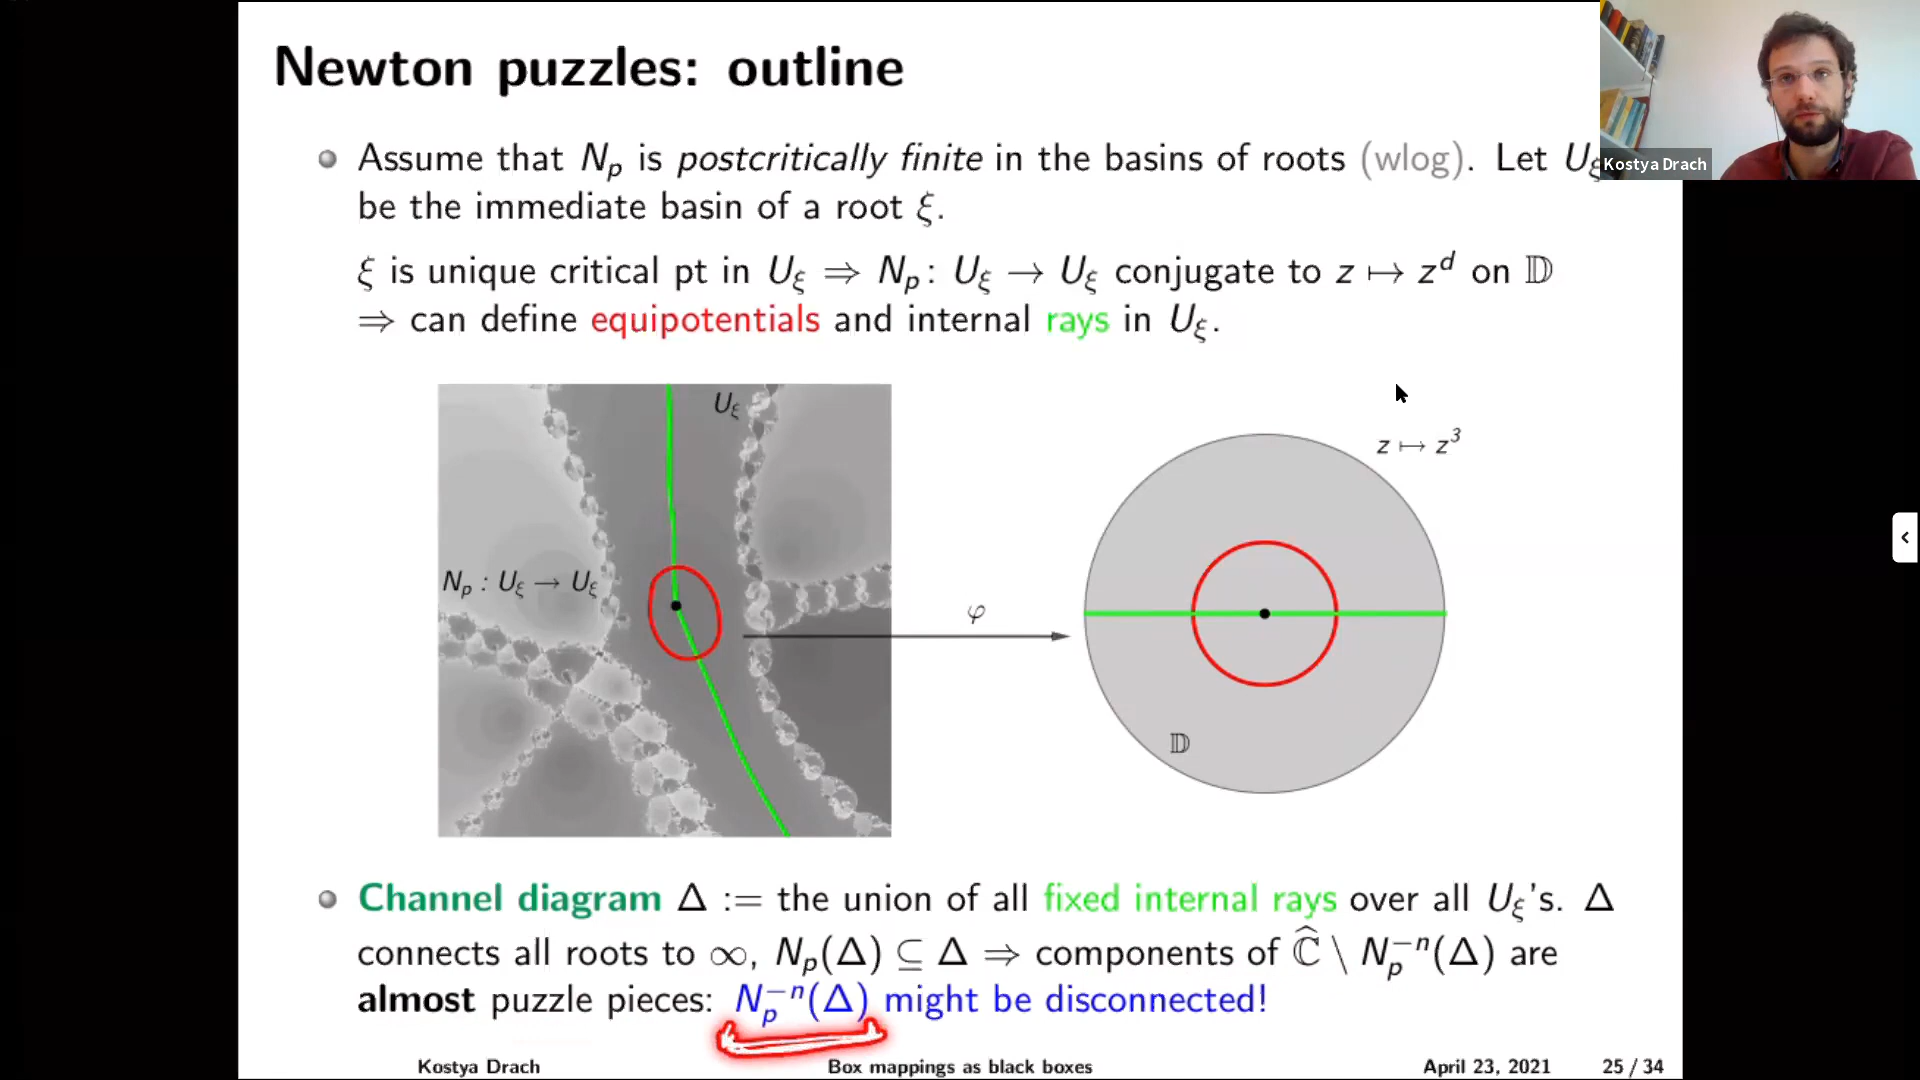 Newton puzzles: outline
Assume that N_p is postcritically finite in the basins of roots (wlog). Let U_ξ
be the immediate basin of a root ξ.
ξ is unique critical pt in U_ξ ⇒ N_p: U_ξ → U_ξ conjugate to z ↦ z^d on 𝔻
⇒ can define equipotentials and internal rays in U_ξ.
U_ξ
N_p : U_ξ → U_ξ
φ
z ↦ z^3
𝔻
Channel diagram Δ := the union of all fixed internal rays over all U_ξ's. Δ
connects all roots to ∞, N_p(Δ) ⊆ Δ ⇒ components of Ĉ \ N_p^{-n}(Δ) are
almost puzzle pieces: N_p^{-n}(Δ) might be disconnected!
Kostya Drach Box mappings as black boxes April 23, 2021 25 / 34
Kostya Drach